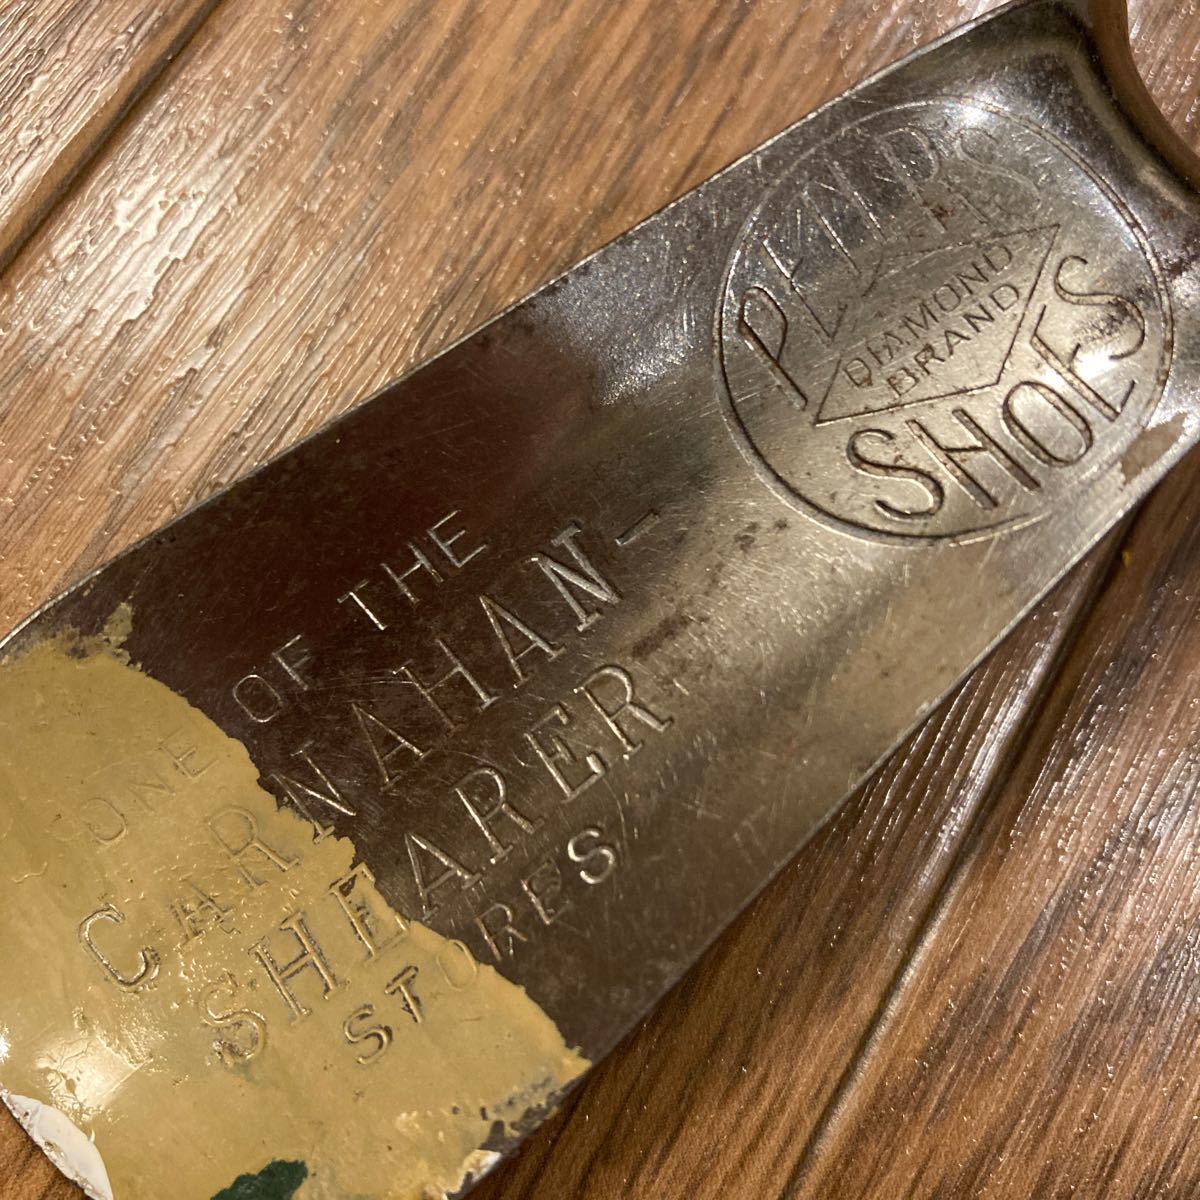 ONE OF THE
CARNAHAN-
SHEARER
STORES
PETERS
DIAMOND
BRAND
SHOES